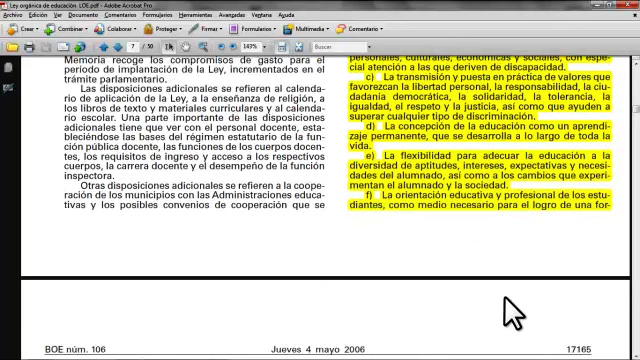 Ley orgánica de educación. LOE.pdf - Adobe Acrobat Pro
Archivo Edición Ver Documento Comentarios Formularios Herramientas Avanzadas Ventana Ayuda
Crear Combinar Colaborar Proteger Firmar Formularios Multimedia Comentario
7 / 50 149% Buscar
Memoria recoge los compromisos de gasto para el
período de implantación de la Ley, incrementados en el
trámite parlamentario.
Las disposiciones adicionales se refieren al calenda-
rio de aplicación de la Ley, a la enseñanza de religión, a
los libros de texto y materiales curriculares y al calenda-
rio escolar. Una parte importante de las disposiciones
adicionales tiene que ver con el personal docente, esta-
bleciéndose las bases del régimen estatutario de la fun-
ción pública docente, las funciones de los cuerpos docen-
tes, los requisitos de ingreso y acceso a los respectivos
cuerpos, la carrera docente y el desempeño de la función
inspectora.
Otras disposiciones adicionales se refieren a la coope-
ración de los municipios con las Administraciones educa-
tivas y los posibles convenios de cooperación que se
personales, culturales, económicas y sociales, con espe-
cial atención a las que deriven de discapacidad.
c) La transmisión y puesta en práctica de valores que
favorezcan la libertad personal, la responsabilidad, la ciu-
dadanía democrática, la solidaridad, la tolerancia, la
igualdad, el respeto y la justicia, así como que ayuden a
superar cualquier tipo de discriminación.
d) La concepción de la educación como un aprendi-
zaje permanente, que se desarrolla a lo largo de toda la
vida.
e) La flexibilidad para adecuar la educación a la
diversidad de aptitudes, intereses, expectativas y necesi-
dades del alumnado, así como a los cambios que experi-
mentan el alumnado y la sociedad.
f) La orientación educativa y profesional de los estu-
diantes, como medio necesario para el logro de una for-
BOE núm. 106 Jueves 4 mayo 2006 17165